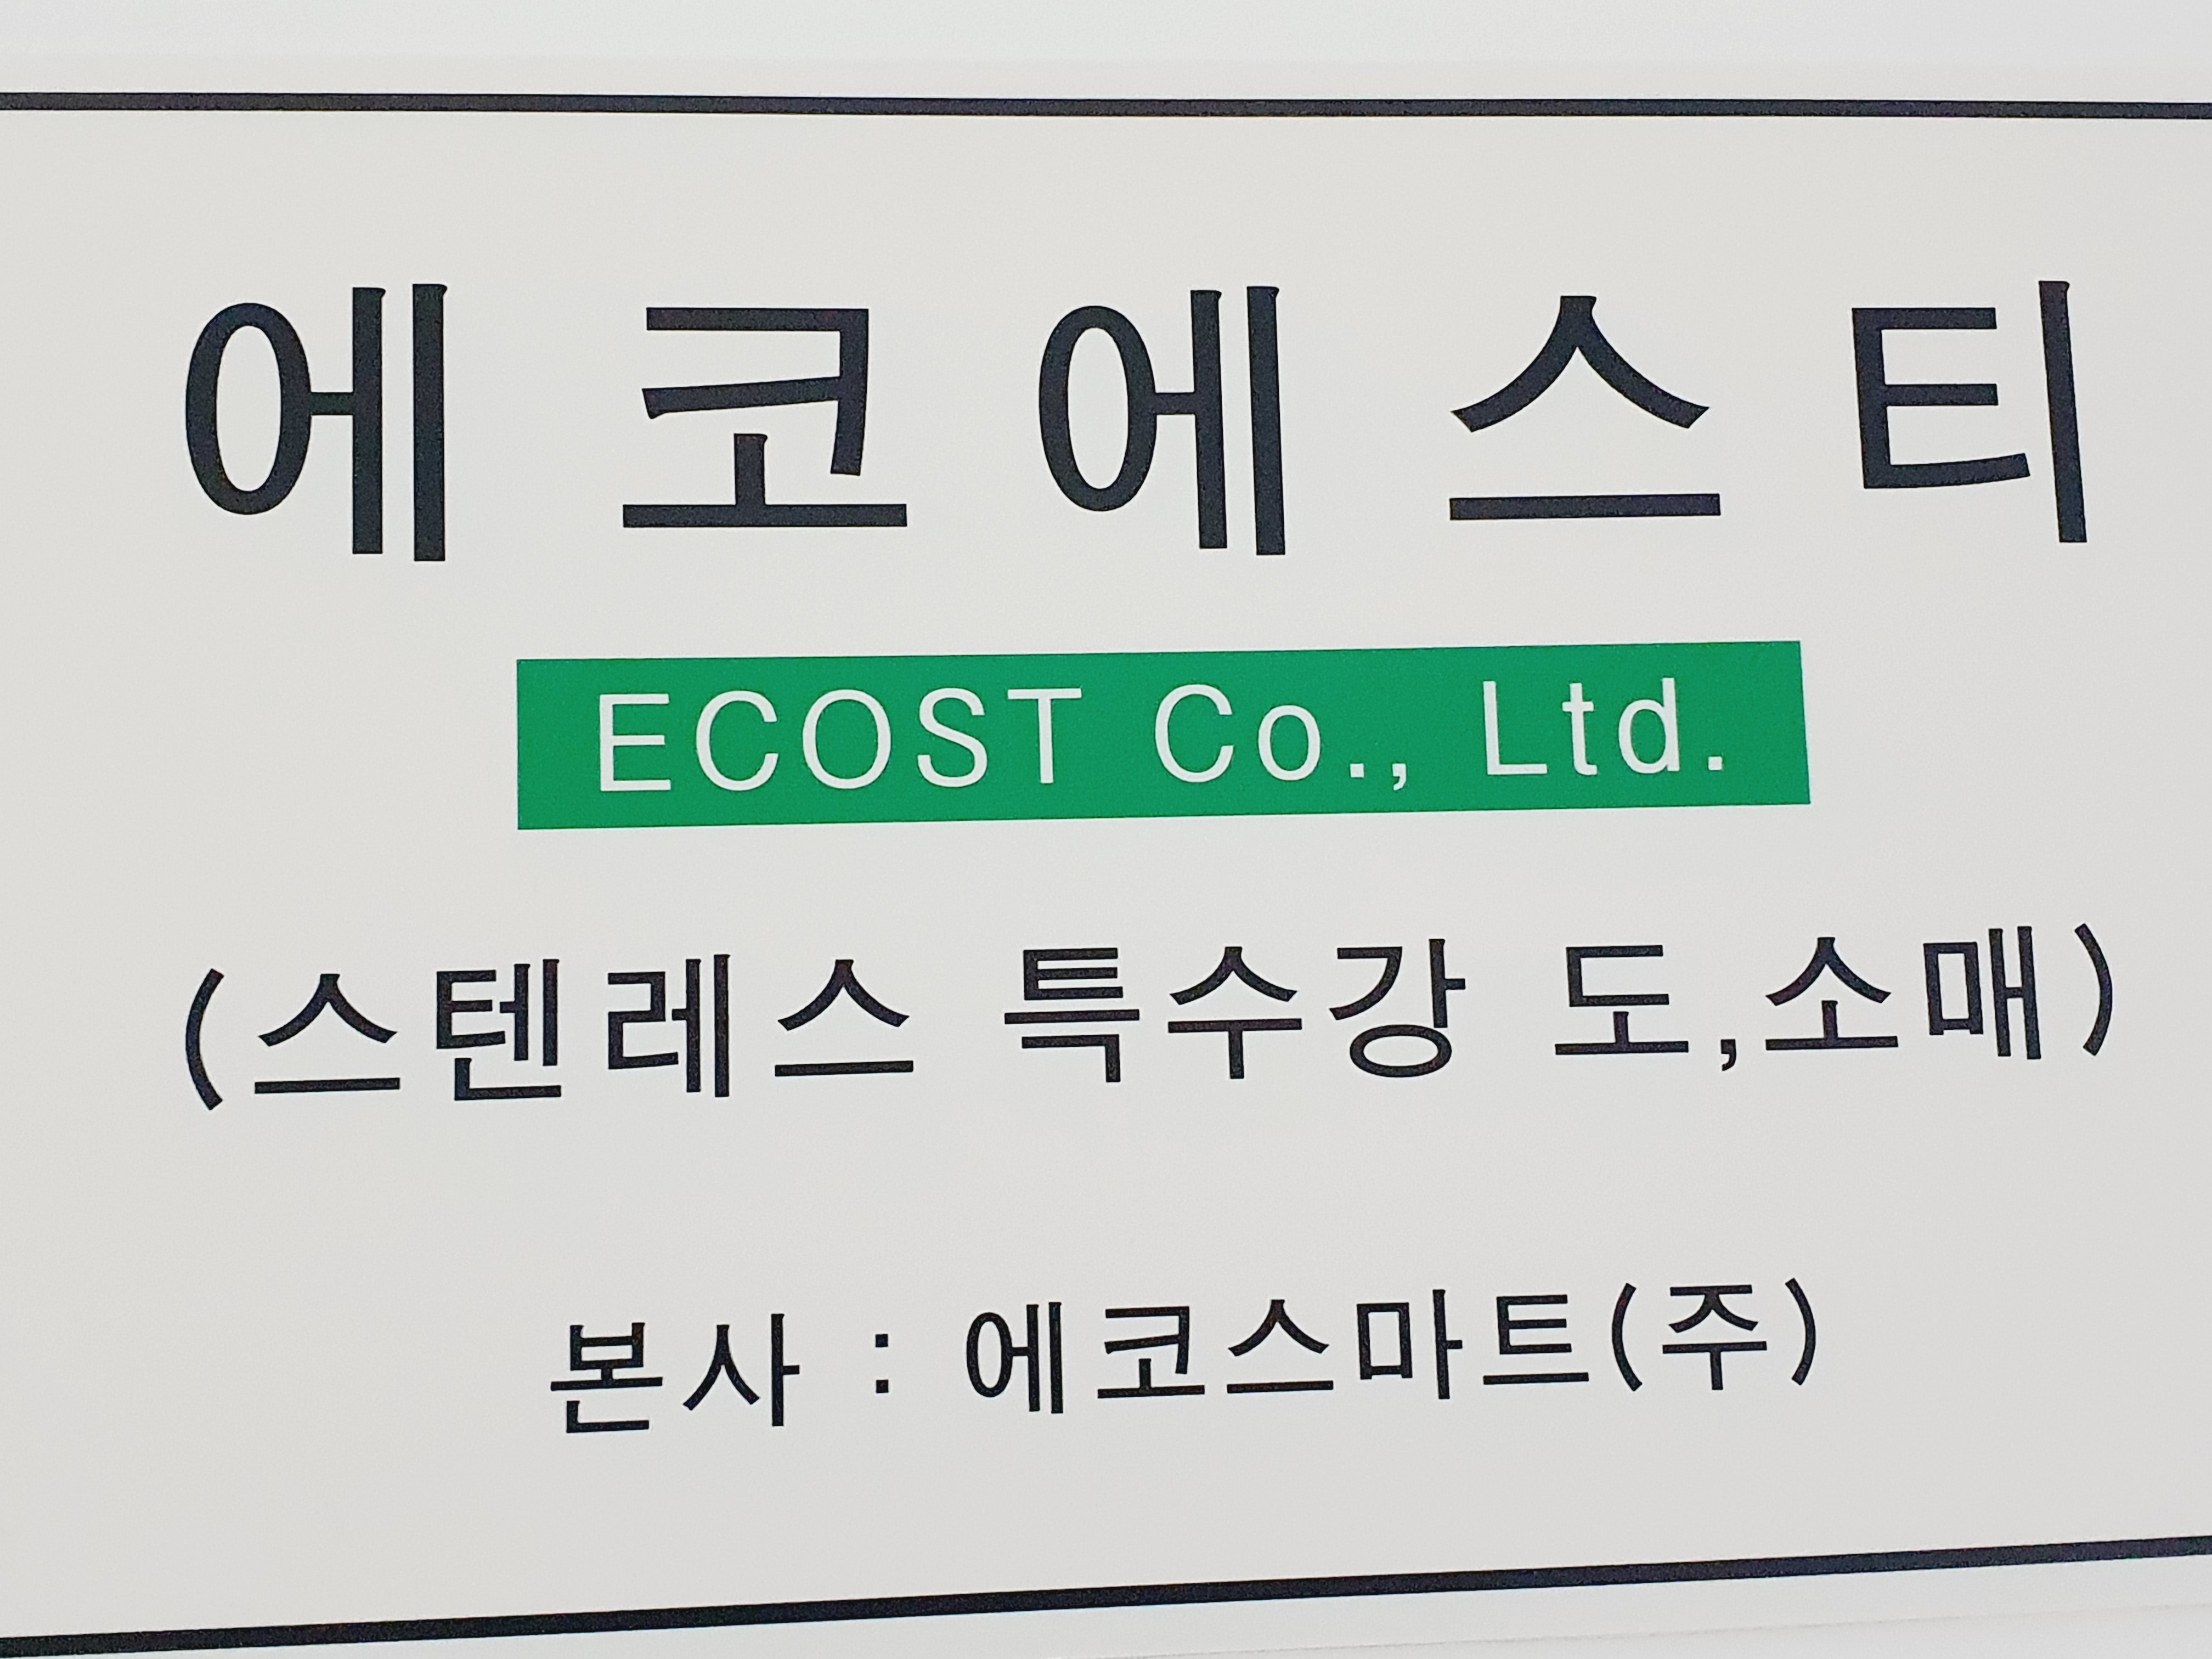 에코에스티
ECOST Co., Ltd.
(스텐레스 특수강 도,소매)
본사 : 에코스마트(주)